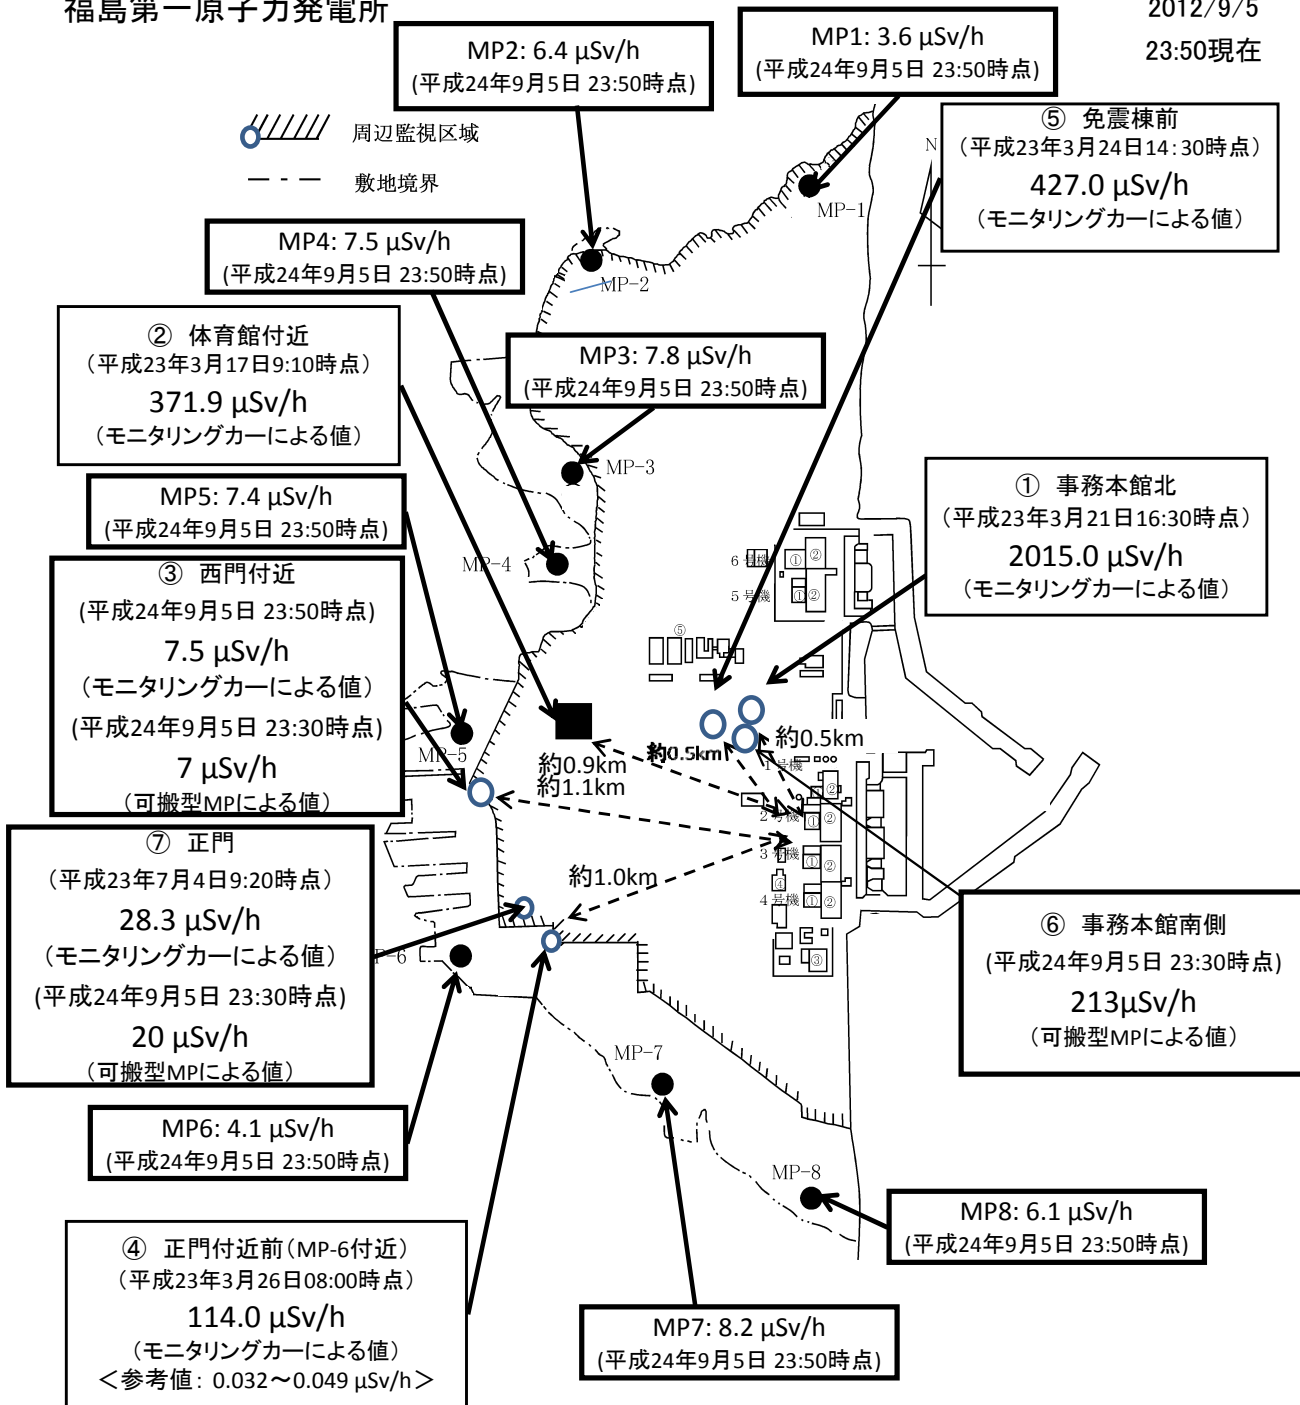 福島第一原子力発電所
2012/9/5
23:50現在
MP2: 6.4 μSv/h
(平成24年9月5日 23:50時点)
MP1: 3.6 μSv/h
(平成24年9月5日 23:50時点)
周辺監視区域
敷地境界
⑤ 免震棟前
(平成23年3月24日14:30時点)
427.0 μSv/h
(モニタリングカーによる値)
N
MP-1
MP4: 7.5 μSv/h
(平成24年9月5日 23:50時点)
MP-2
② 体育館付近
(平成23年3月17日9:10時点)
371.9 μSv/h
(モニタリングカーによる値)
MP3: 7.8 μSv/h
(平成24年9月5日 23:50時点)
MP-3
MP5: 7.4 μSv/h
(平成24年9月5日 23:50時点)
① 事務本館北
(平成23年3月21日16:30時点)
2015.0 μSv/h
(モニタリングカーによる値)
MP-4
6号機
① ②
5号機
① ②
③ 西門付近
(平成24年9月5日 23:50時点)
7.5 μSv/h
(モニタリングカーによる値)
(平成24年9月5日 23:30時点)
7 μSv/h
(可搬型MPによる値)
⑤
MP-5
約0.9km
約1.1km
約0.5km
約0.5km
1号機
②
2号機
① ②
3号機
① ②
④
4号機
① ②
③
約1.0km
⑦ 正門
(平成23年7月4日9:20時点)
28.3 μSv/h
(モニタリングカーによる値)
(平成24年9月5日 23:30時点)
20 μSv/h
(可搬型MPによる値)
P-6
⑥ 事務本館南側
(平成24年9月5日 23:30時点)
213μSv/h
(可搬型MPによる値)
MP-7
MP6: 4.1 μSv/h
(平成24年9月5日 23:50時点)
MP-8
MP8: 6.1 μSv/h
(平成24年9月5日 23:50時点)
④ 正門付近前(MP-6付近)
(平成23年3月26日08:00時点)
114.0 μSv/h
(モニタリングカーによる値)
＜参考値: 0.032～0.049 μSv/h＞
MP7: 8.2 μSv/h
(平成24年9月5日 23:50時点)